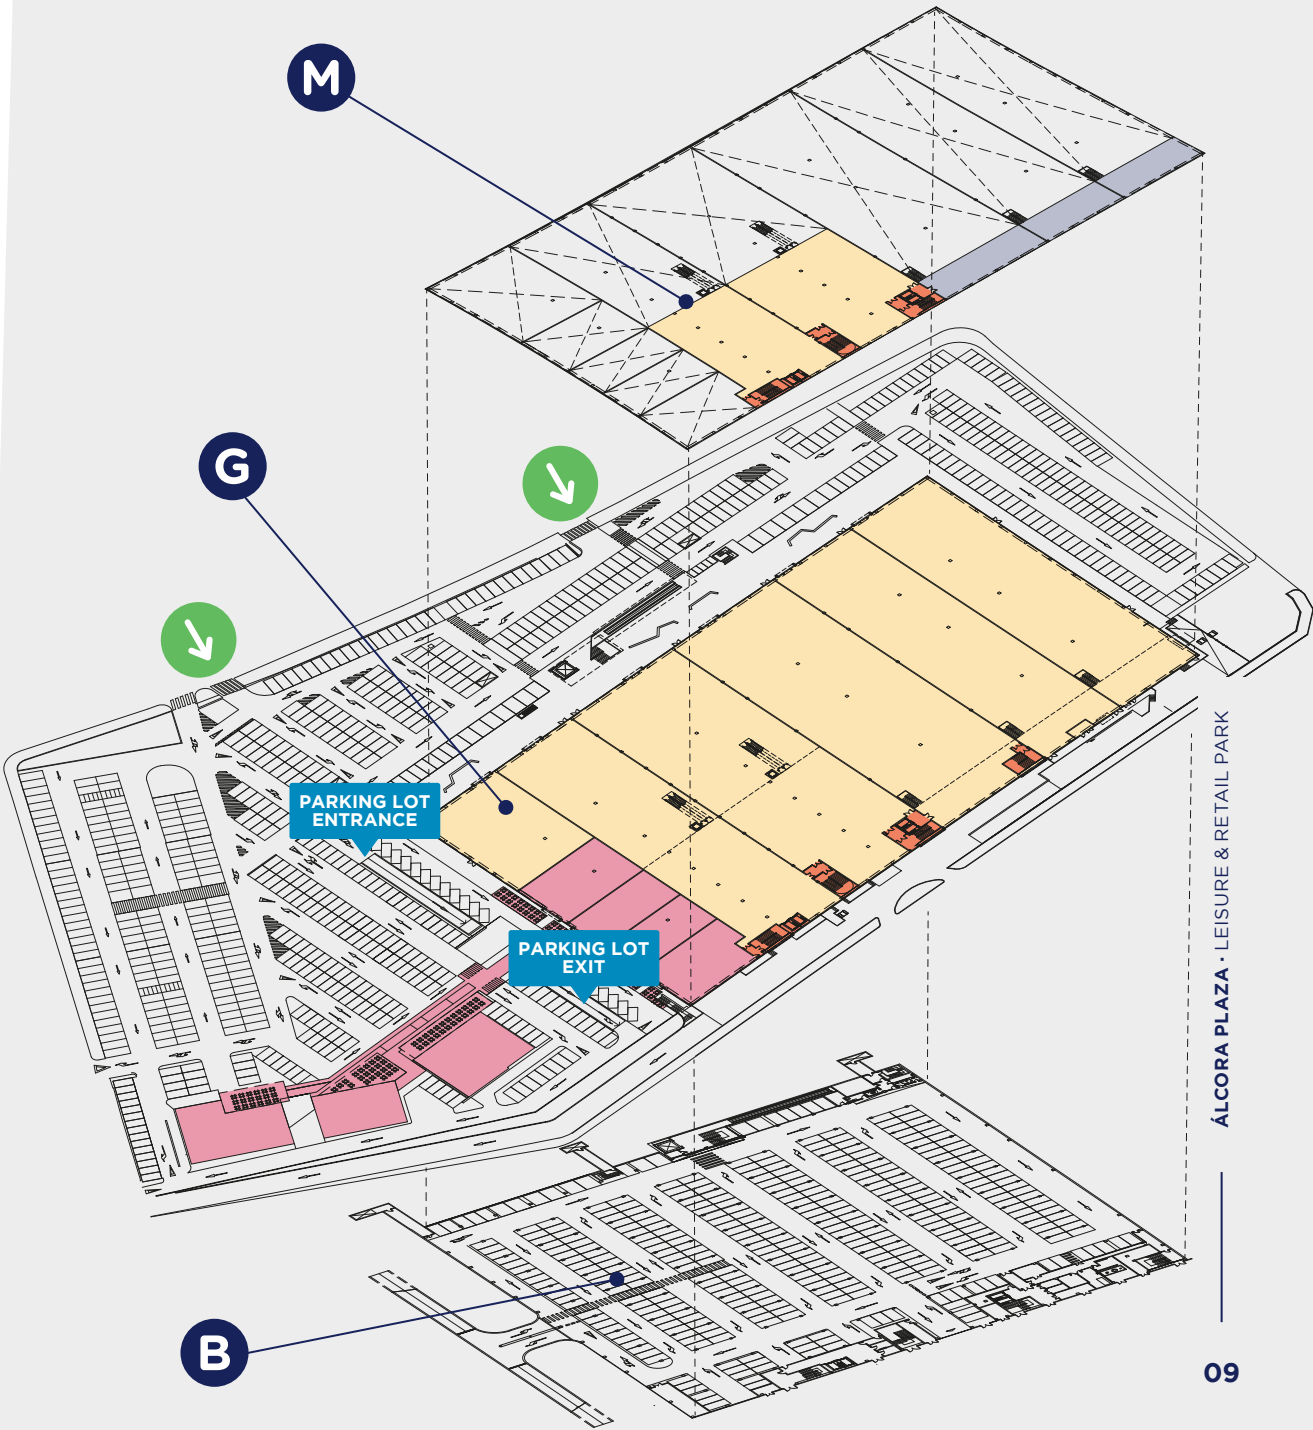 M
G
PARKING LOT
ENTRANCE
PARKING LOT
EXIT
B
ÁLCORA PLAZA · LEISURE & RETAIL PARK
09